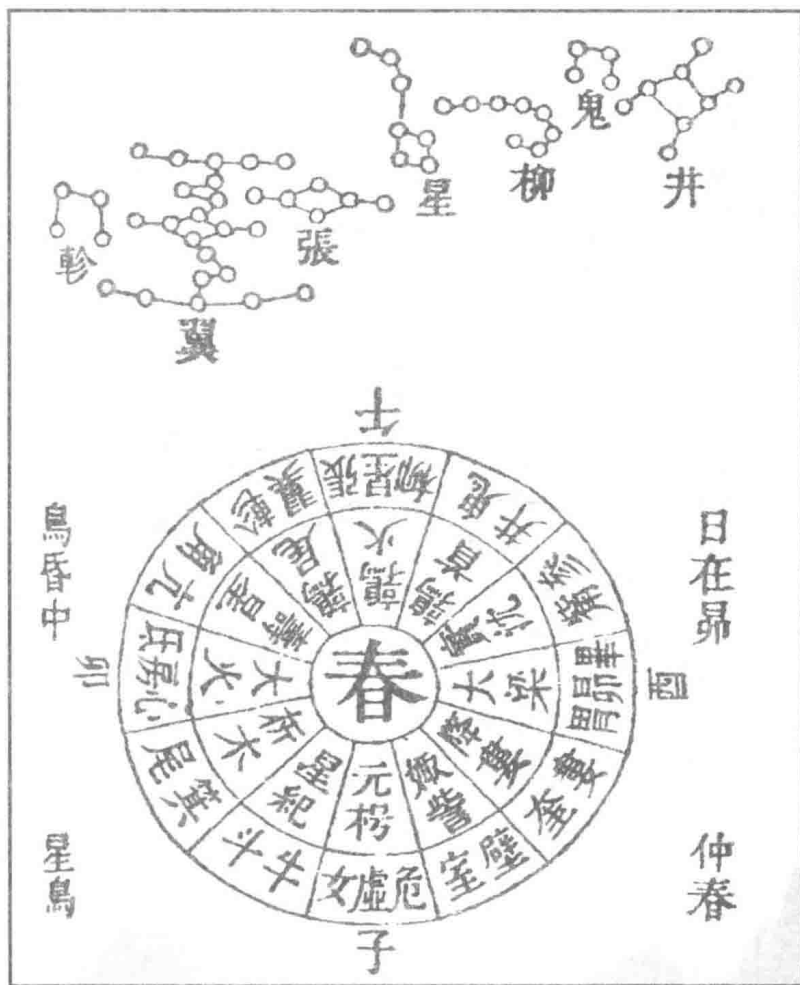 井
鬼
柳
星
張
翼
軫
午
柳星張
井鬼
觜參
畢昴胃
婁奎
壁室
危虛女
牛斗
箕尾
心房氐
亢角
軫翼
鶉火
鶉首
實沈
大梁
降婁
娵訾
元枵
星紀
析木
大火
壽星
鶉尾
春
酉
子
卯
日在昴
仲春
鳥昏中
星鳥